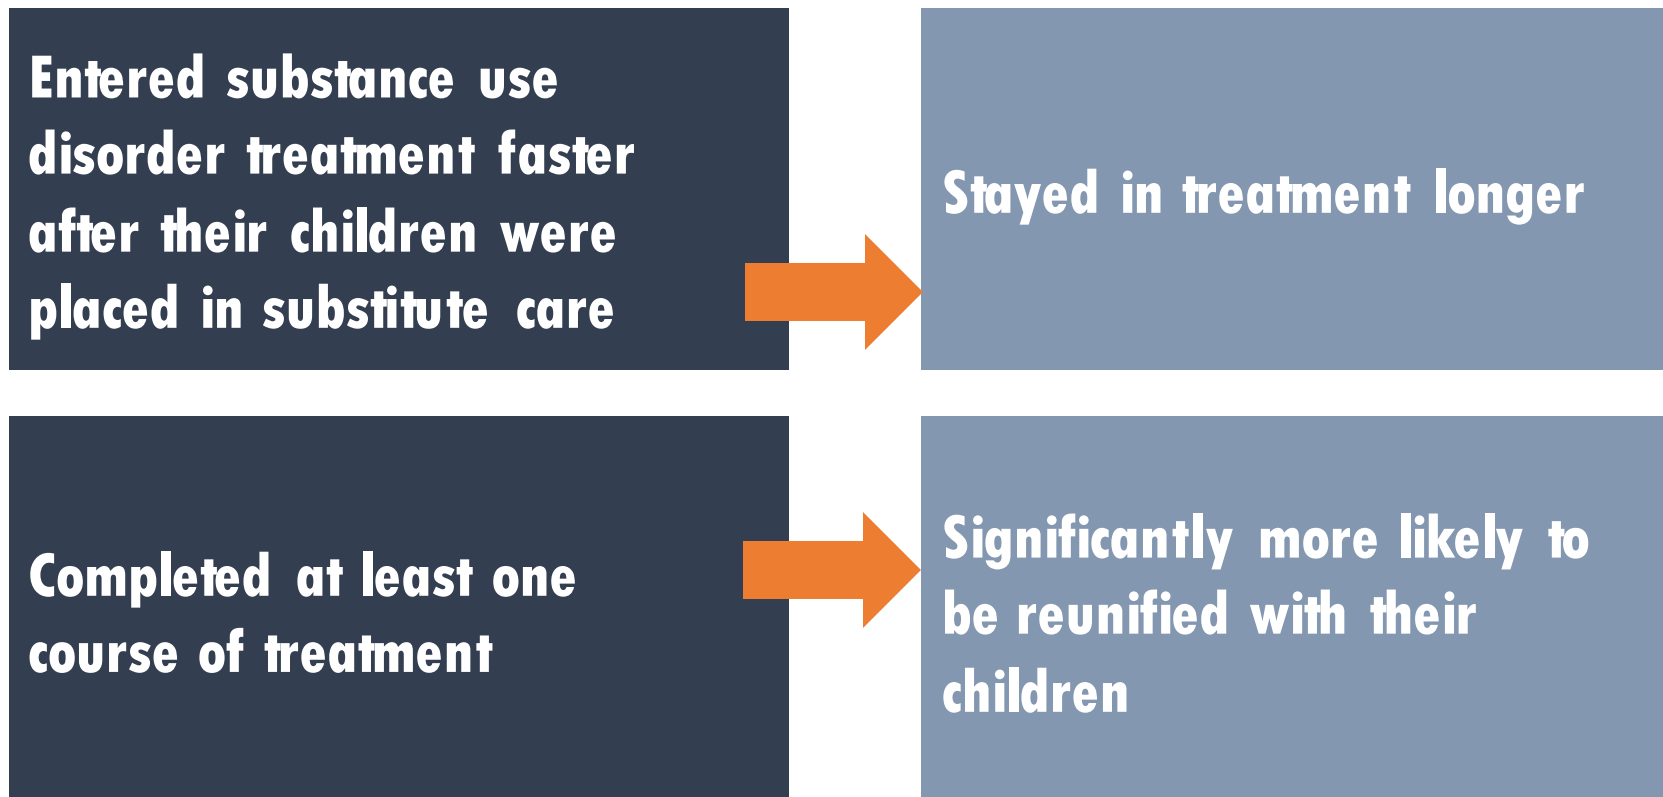 Entered substance use
disorder treatment faster
after their children were
placed in substitute care
Stayed in treatment longer
Completed at least one
course of treatment
Significantly more likely to
be reunified with their
children